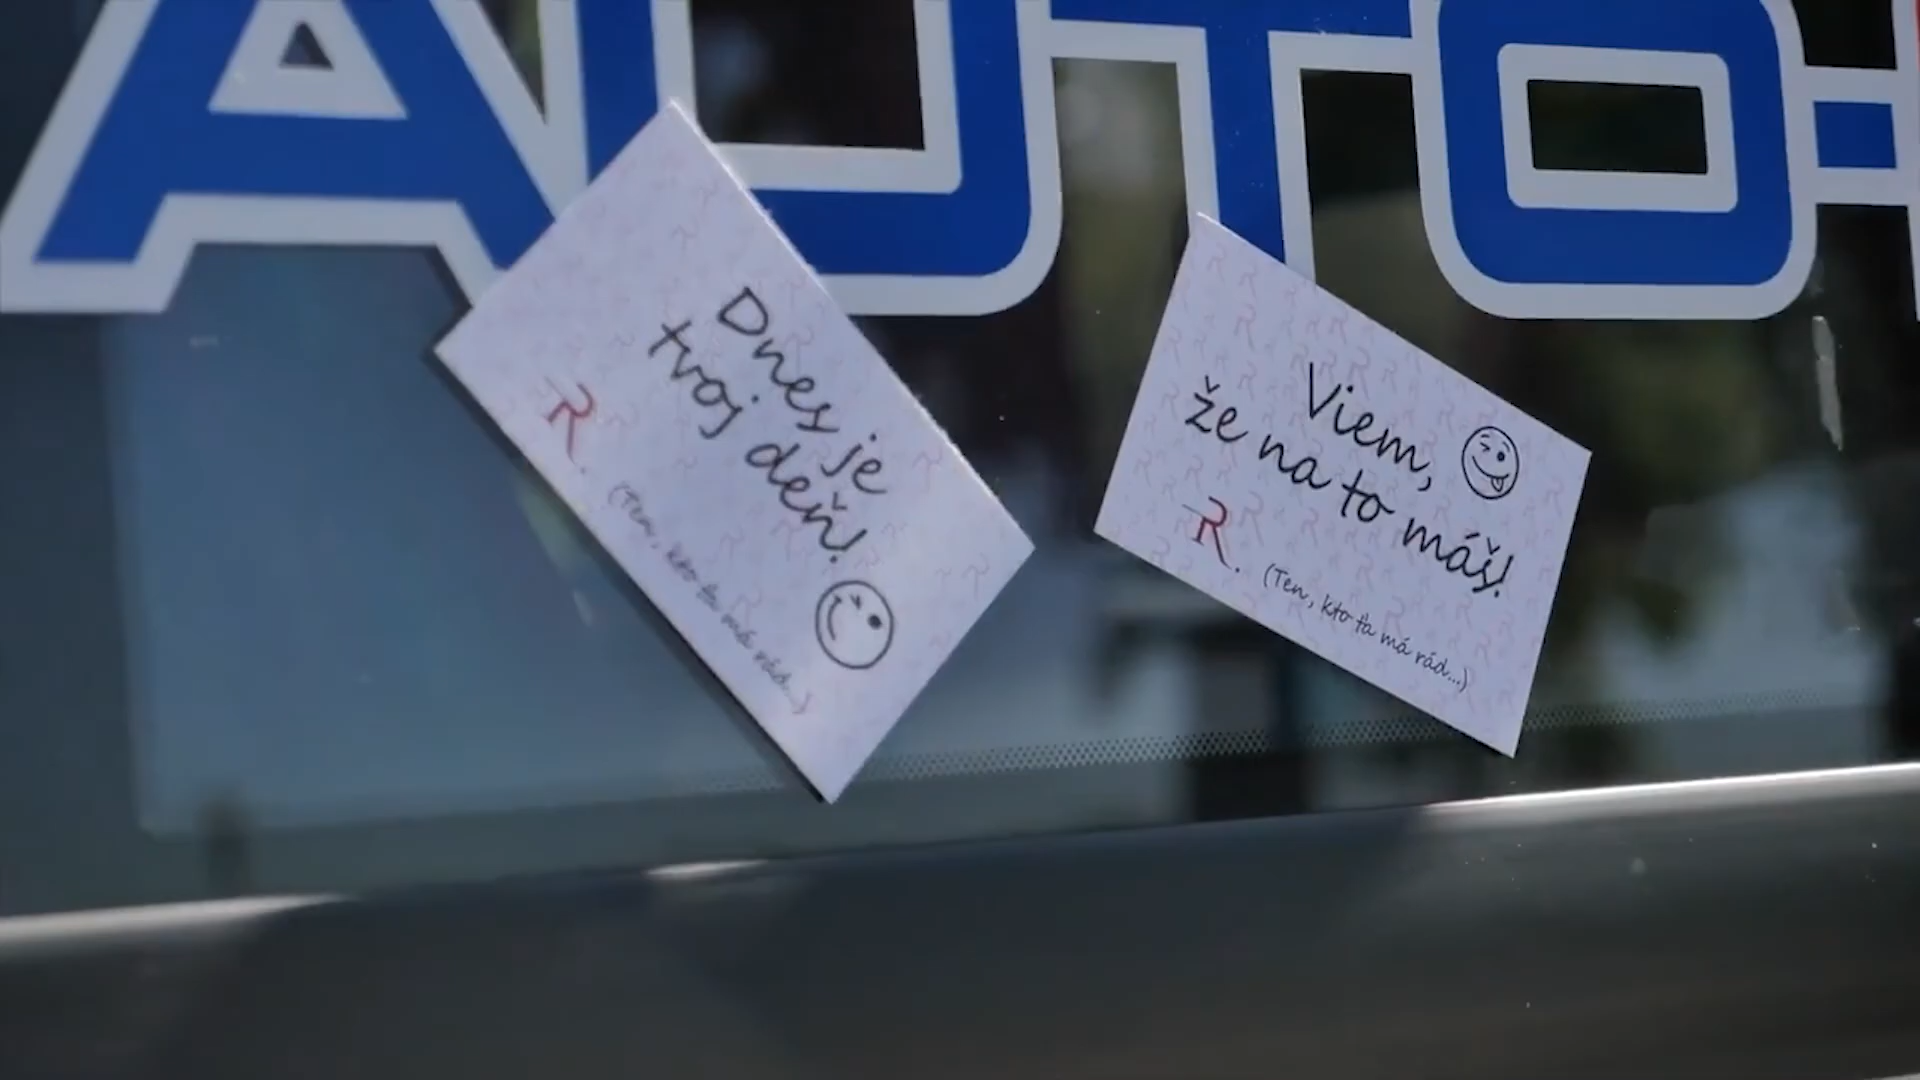 AUTO
Dnes je
tvoj deň!
R.
(Ten, kto ťa má rád...)
Viem,
že na to máš!
R.
(Ten, kto ťa má rád...)